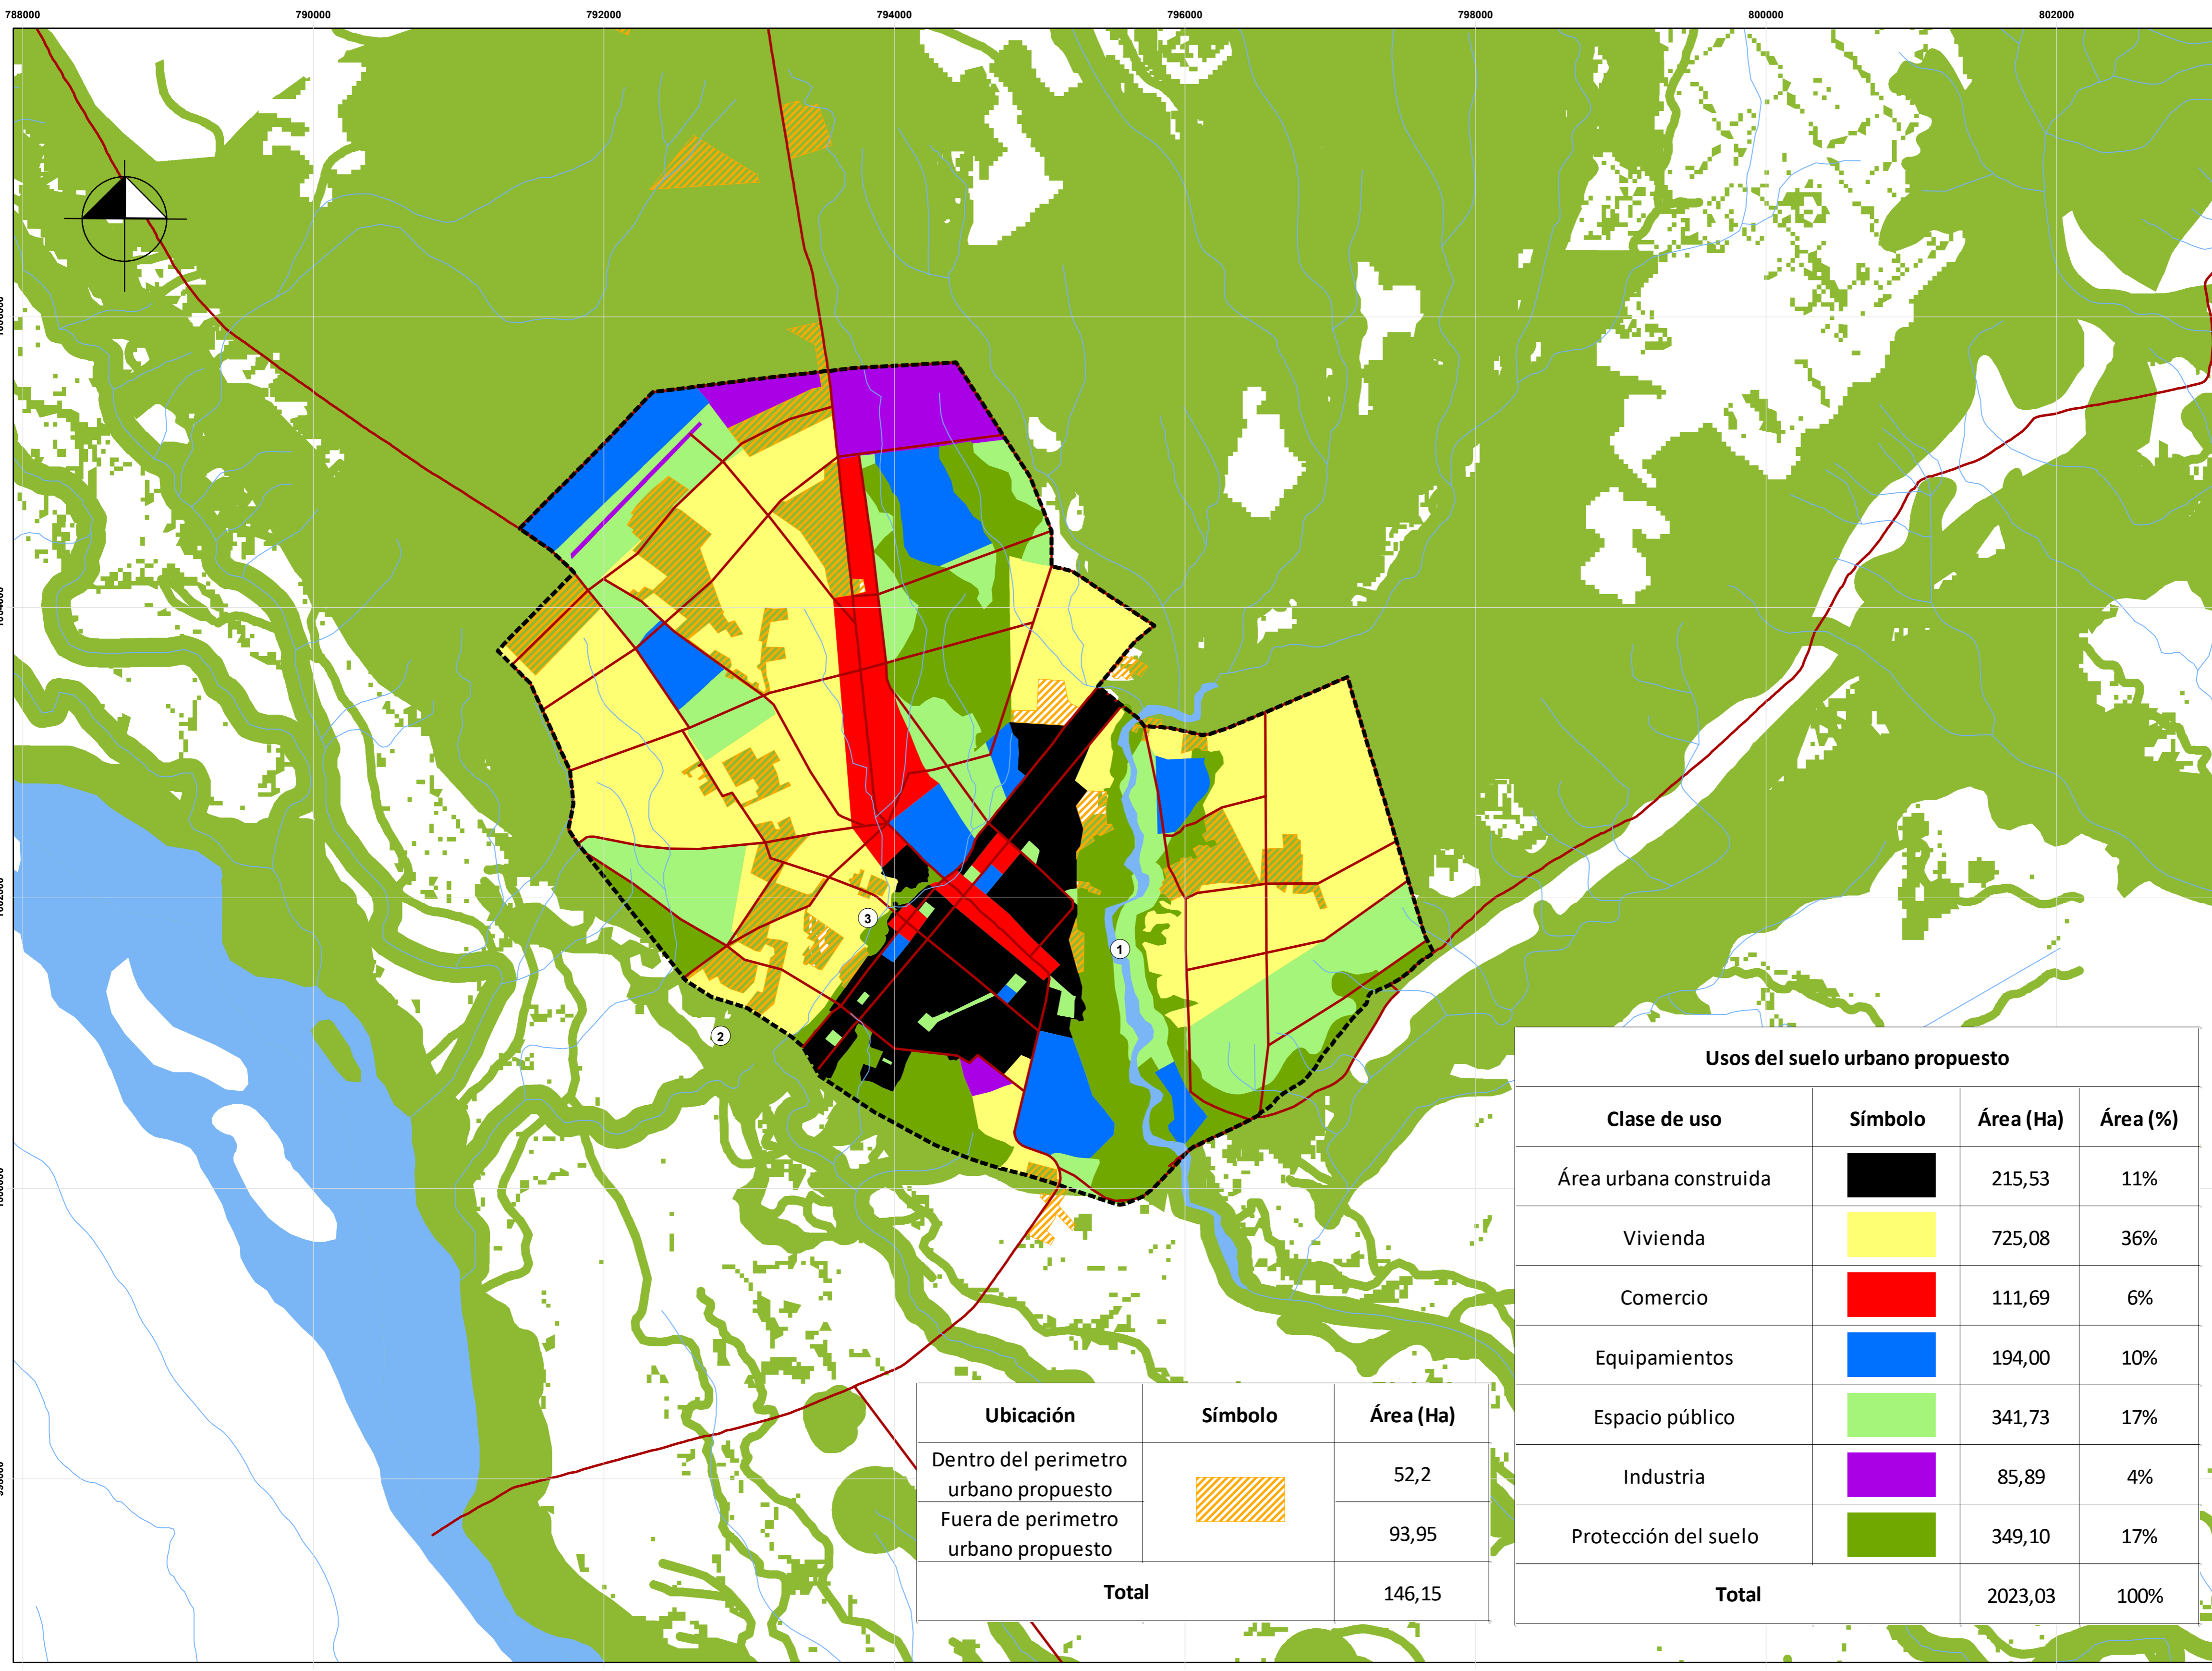 788000 790000 792000 794000 796000 798000 800000 802000
3
1
2
Usos del suelo urbano propuesto
Clase de uso Símbolo Área (Ha) Área (%)
Área urbana construida 215,53 11%
Vivienda 725,08 36%
Comercio 111,69 6%
Equipamientos 194,00 10%
Espacio público 341,73 17%
Industria 85,89 4%
Protección del suelo 349,10 17%
Total 2023,03 100%
Ubicación Símbolo Área (Ha)
Dentro del perimetro
urbano propuesto 52,2
Fuera de perimetro
urbano propuesto 93,95
Total 146,15